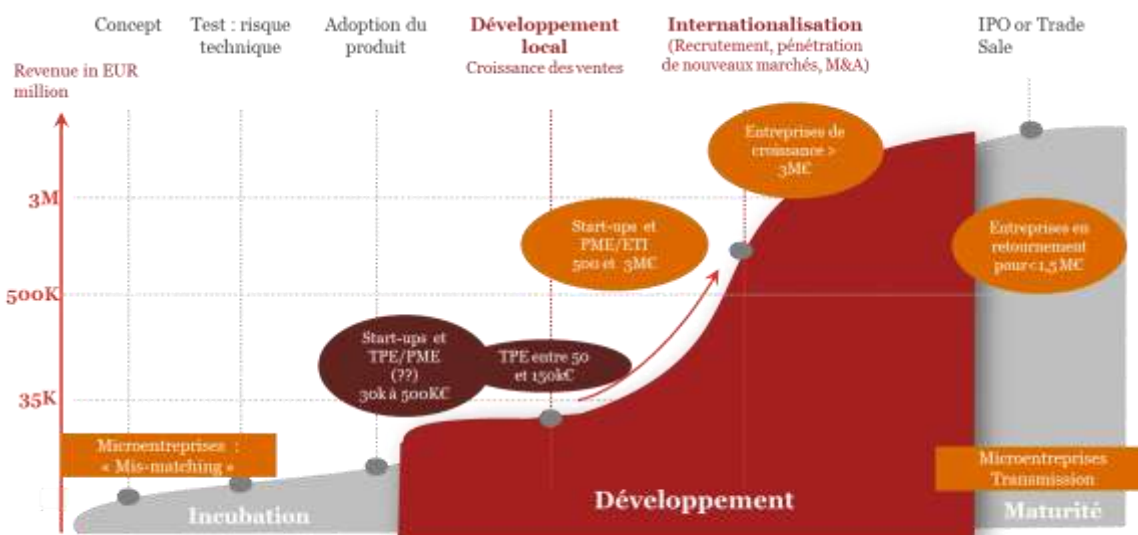 Concept
Test : risque
technique
Adoption du
produit
Développement
local
Croissance des ventes
Internationalisation
(Recrutement, pénétration
de nouveaux marchés, M&A)
IPO or Trade
Sale
Revenue in EUR
million
Entreprises de
croissance >
3M€
3M
Start-ups et
PME/ETI
500 et 3M€
Entreprises en
retournement
pour<1,5 M€
500K
Start-ups et
TPE/PME
(??)
30k à 500K€
TPE entre 50
et 150k€
35K
Microentreprises :
« Mis-matching »
Microentreprises
Transmission
Incubation
Développement
Maturité